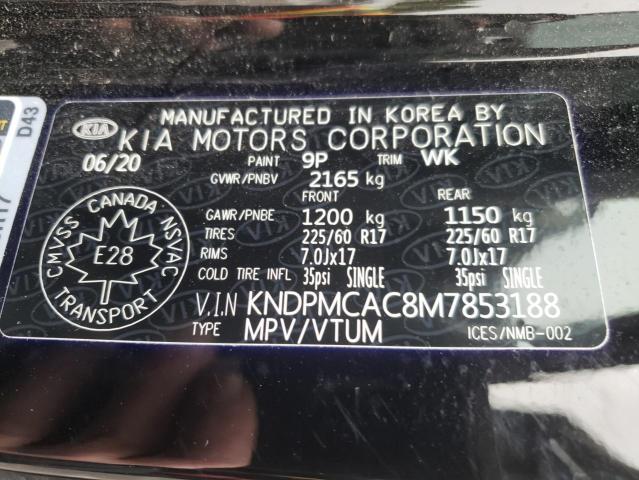 MANUFACTURED IN KOREA BY
KIA KIA MOTORS CORPORATION
06/20 PAINT 9P TRIM WK
GVWR/PNBV 2165 kg
FRONT REAR
GAWR/PNBE 1200 kg 1150 kg
TIRES 225/60 R17 225/60 R17
RIMS 7.0Jx17 7.0Jx17
COLD TIRE INFL 35psi SINGLE 35psi SINGLE
V.I.N KNDPMCAC8M7853188
TYPE MPV/VTUM ICES/NMB-002
CANADA
CMVSS NSVAC
E28
TRANSPORT
D43